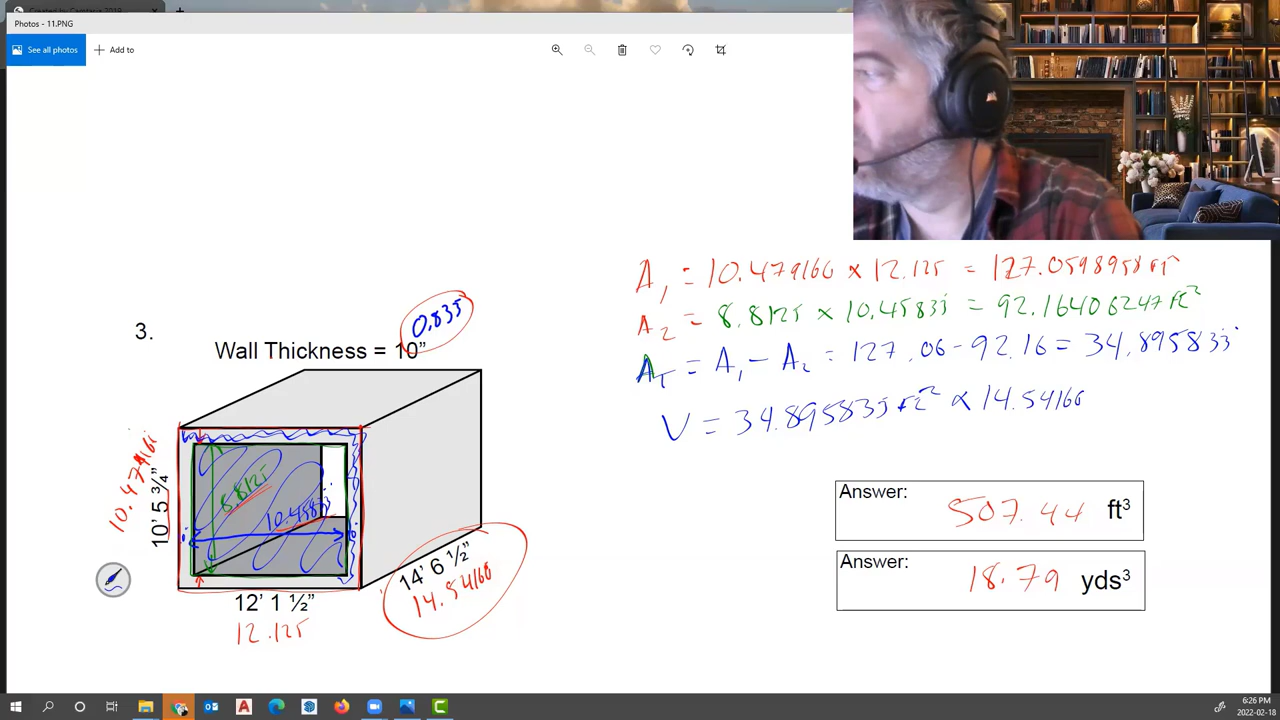 Photos - 11.PNG
See all photos
Add to
3.
Wall Thickness = 10"
0.835
A1 = 10.479166 × 12.125 = 127.0598958 ft²
A2 = 8.8125 × 10.45833 = 92.16406247 ft²
AT = A1 - A2 = 127.06 - 92.16 = 34.895833
V = 34.895833 ft² × 14.54166
10.479161
10' 5 ¾"
8.8125
10.45833
12' 1 ½"
12.125
14' 6 ½"
14.54166
Answer:
507.44 ft³
Answer:
18.79 yds³
6:26 PM
2022-02-18